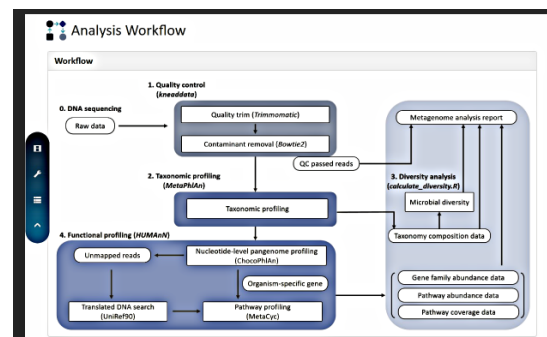 Analysis Workflow
Workflow
1. Quality control
(kneaddata)
0. DNA sequencing
Raw data
Quality trim (Trimmomatic)
Contaminant removal (Bowtie2)
QC passed reads
Metagenome analysis report
2. Taxonomic profiling
(MetaPhlAn)
Taxonomic profiling
3. Diversity analysis
(calculate_diversity.R)
Microbial diversity
Taxonomy composition data
4. Functional profiling (HUMAnN)
Unmapped reads
Nucleotide-level pangenome profiling
(ChocoPhlAn)
Organism-specific gene
Translated DNA search
(UniRef90)
Pathway profiling
(MetaCyc)
Gene family abundance data
Pathway abundance data
Pathway coverage data